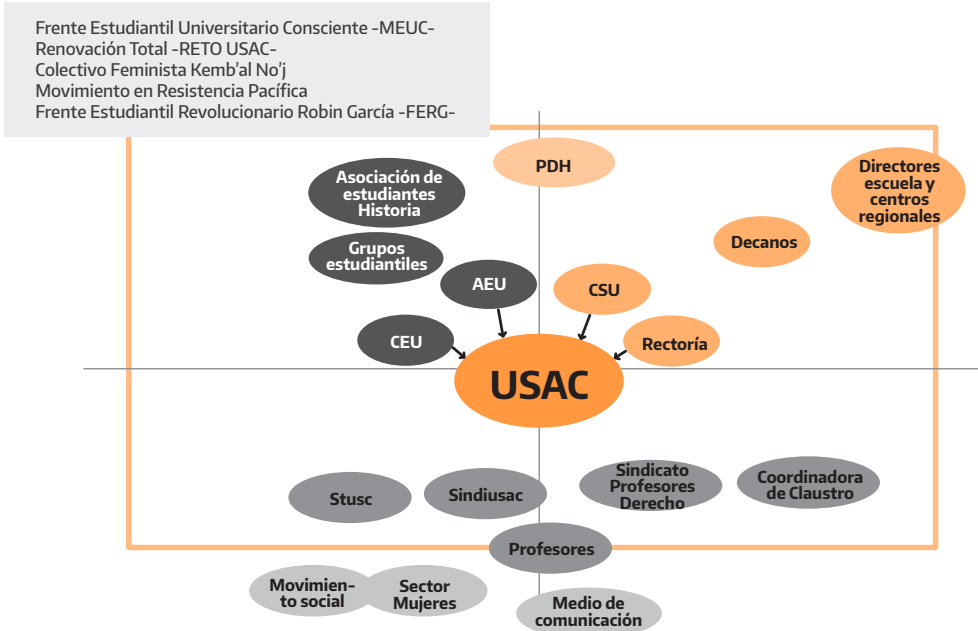 Frente Estudiantil Universitario Consciente -MEUC-
Renovación Total -RETO USAC-
Colectivo Feminista Kemb'al No'j
Movimiento en Resistencia Pacífica
Frente Estudiantil Revolucionario Robin García -FERG-
PDH
Asociación de
estudiantes
Historia
Directores
escuela y
centros
regionales
Grupos
estudiantiles
Decanos
AEU
CSU
CEU
Rectoría
USAC
Stusc
Sindiusac
Sindicato
Profesores
Derecho
Coordinadora
de Claustro
Profesores
Movimien-
to social
Sector
Mujeres
Medio de
comunicación